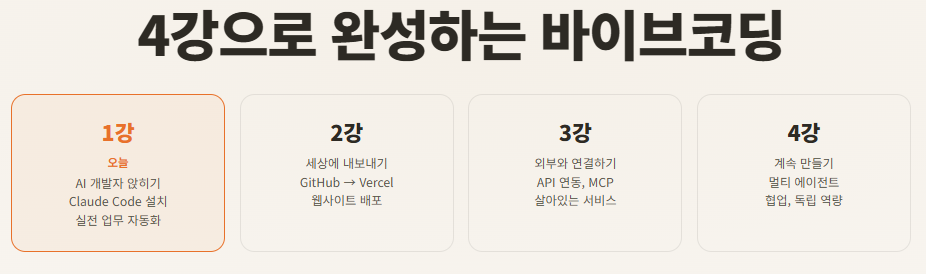 4강으로 완성하는 바이브코딩
1강
오늘
AI 개발자 앉히기
Claude Code 설치
실전 업무 자동화
2강
세상에 내보내기
GitHub → Vercel
웹사이트 배포
3강
외부와 연결하기
API 연동, MCP
살아있는 서비스
4강
계속 만들기
멀티 에이전트
협업, 독립 역량